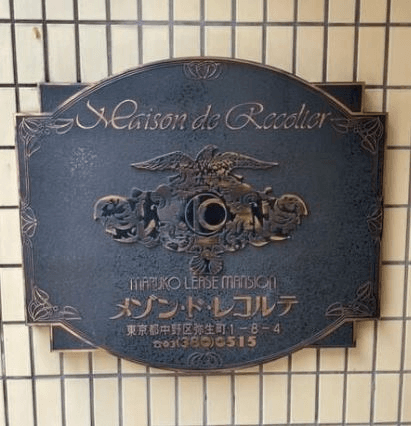 Maison de Recolter
MARUKO LEASE MANSION
メゾン・ド・レコルテ
東京都中野区弥生町1－8－4
☎03(380)0515